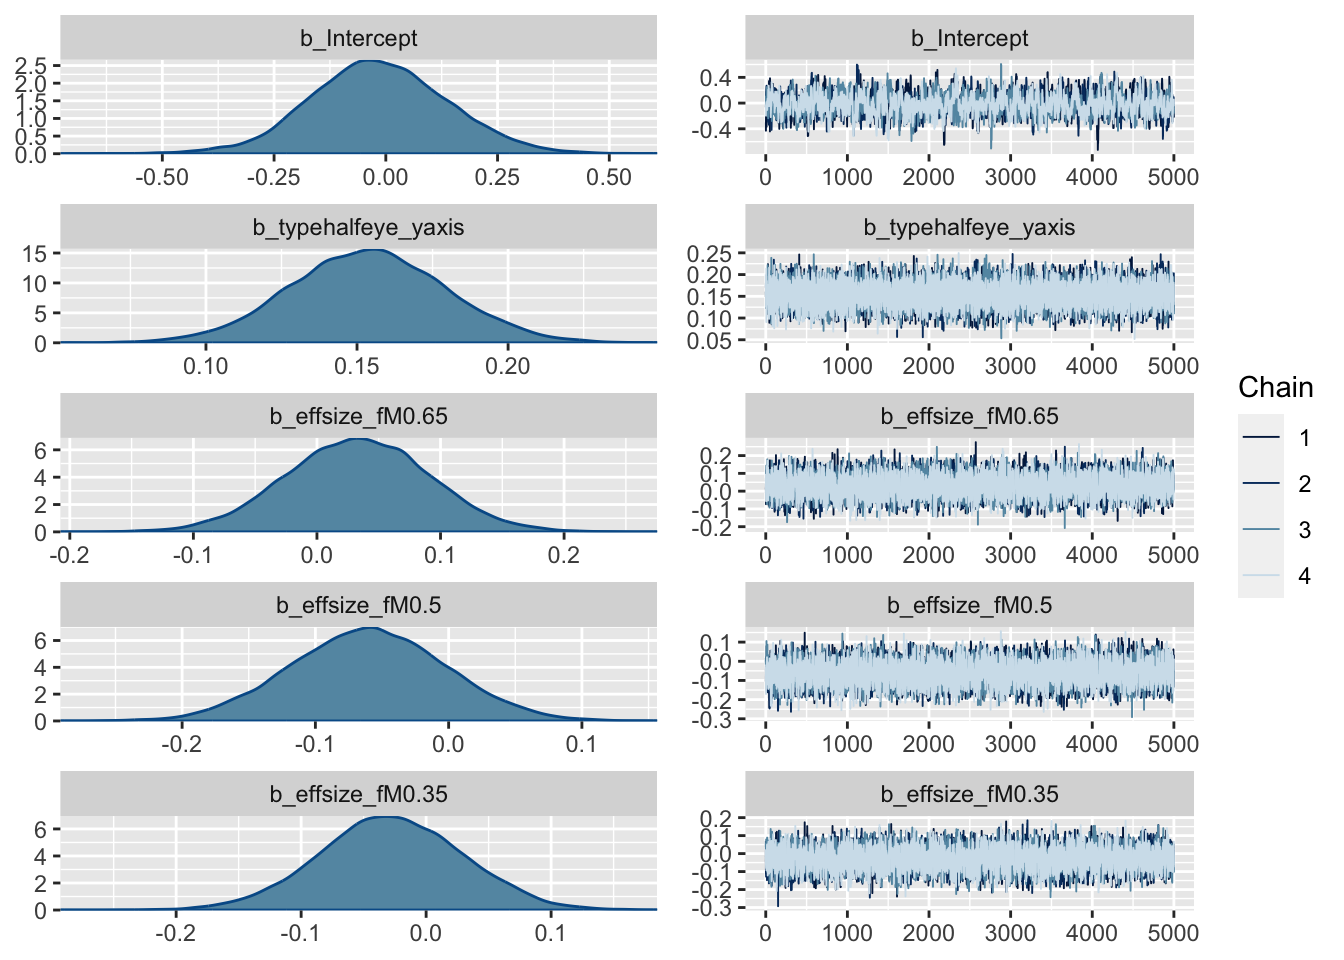 b_Intercept
2.5
2.0
1.5
1.0
0.5
0.0
-0.50 -0.25 0.00 0.25 0.50
b_Intercept
0.4
0.0
-0.4
0 1000 2000 3000 4000 5000
b_typehalfeye_yaxis
15
10
5
0
0.10 0.15 0.20
b_typehalfeye_yaxis
0.25
0.20
0.15
0.10
0.05
0 1000 2000 3000 4000 5000
b_effsize_fM0.65
6
4
2
0
-0.2 -0.1 0.0 0.1 0.2
b_effsize_fM0.65
0.2
0.1
0.0
-0.1
-0.2
0 1000 2000 3000 4000 5000
b_effsize_fM0.5
6
4
2
0
-0.2 -0.1 0.0 0.1
b_effsize_fM0.5
0.1
0.0
-0.1
-0.2
-0.3
0 1000 2000 3000 4000 5000
b_effsize_fM0.35
6
4
2
0
-0.2 -0.1 0.0 0.1
b_effsize_fM0.35
0.2
0.1
0.0
-0.1
-0.2
-0.3
0 1000 2000 3000 4000 5000
Chain
1
2
3
4